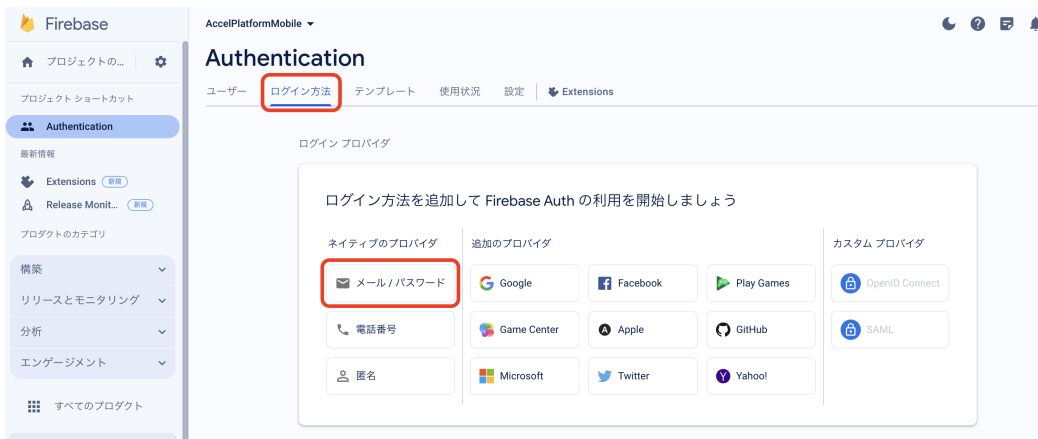 Firebase
プロジェクトの...
プロジェクト ショートカット
Authentication
最新情報
Extensions 新規
Release Monit... 新規
プロダクトのカテゴリ
構築
リリースとモニタリング
分析
エンゲージメント
すべてのプロダクト
AccelPlatformMobile
Authentication
ユーザー ログイン方法 テンプレート 使用状況 設定 Extensions
ログイン プロバイダ
ログイン方法を追加して Firebase Auth の利用を開始しましょう
ネイティブのプロバイダ 追加のプロバイダ カスタム プロバイダ
メール / パスワード Google Facebook Play Games OpenID Connect
電話番号 Game Center Apple GitHub SAML
匿名 Microsoft Twitter Yahoo!